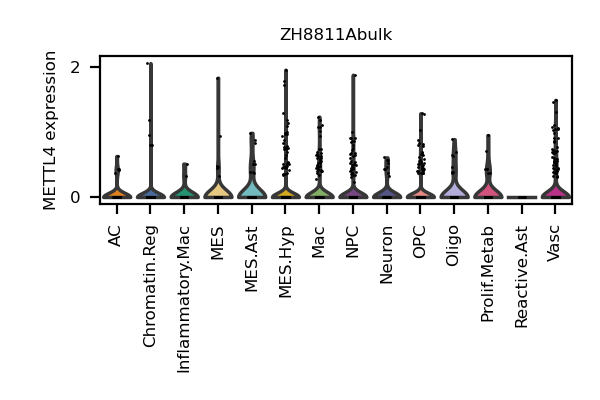 ZH8811Abulk
METTL4 expression
2
0
AC
Chromatin.Reg
Inflammatory.Mac
MES
MES.Ast
MES.Hyp
Mac
NPC
Neuron
OPC
Oligo
Prolif.Metab
Reactive.Ast
Vasc